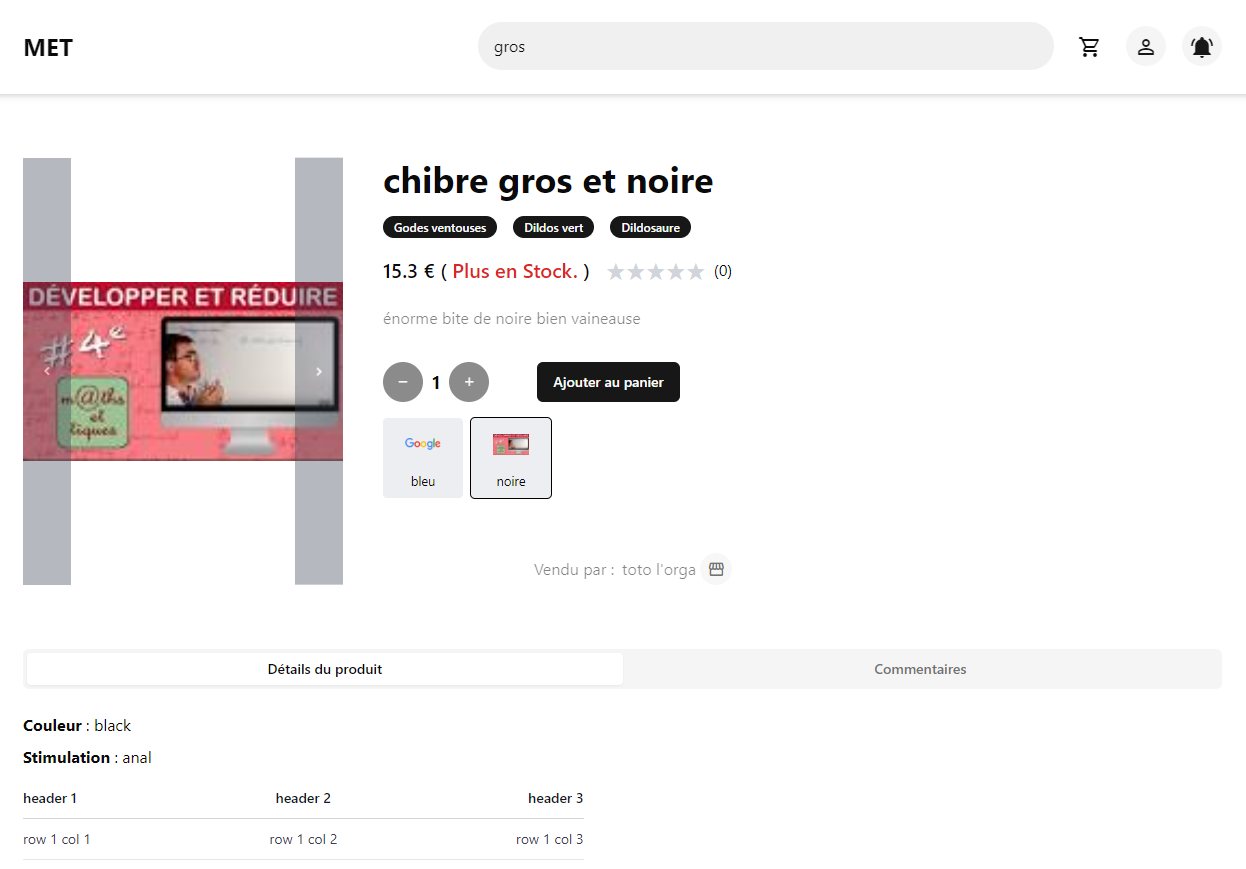 MET
gros
chibre gros et noire
Godes ventouses Dildos vert Dildosaure
15.3 € ( Plus en Stock. ) (0)
énorme bite de noire bien vaineause
DÉVELOPPER ET RÉDUIRE
#4e
m@ths
et
tiques
− 1 + Ajouter au panier
Google
bleu noire
Vendu par : toto l'orga
Détails du produit Commentaires
Couleur : black
Stimulation : anal
header 1 header 2 header 3
row 1 col 1 row 1 col 2 row 1 col 3